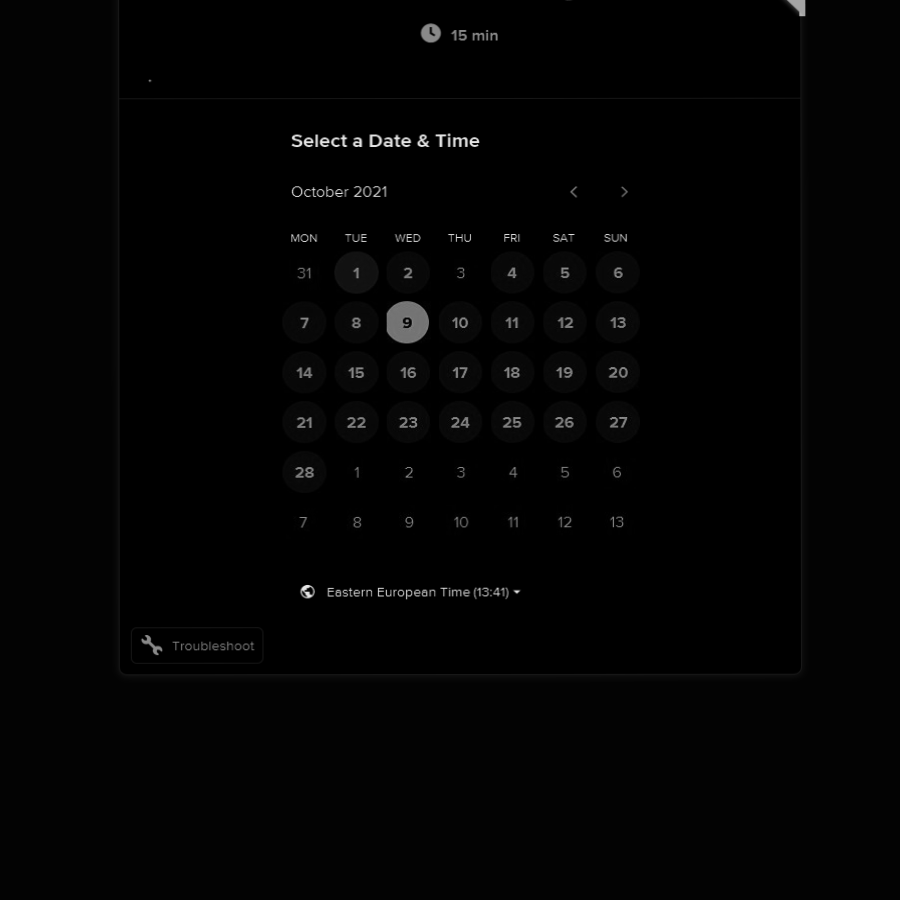 15 min
Select a Date & Time
October 2021
MON TUE WED THU FRI SAT SUN
31 1 2 3 4 5 6
7 8 9 10 11 12 13
14 15 16 17 18 19 20
21 22 23 24 25 26 27
28 1 2 3 4 5 6
7 8 9 10 11 12 13
Eastern European Time (13:41)
Troubleshoot